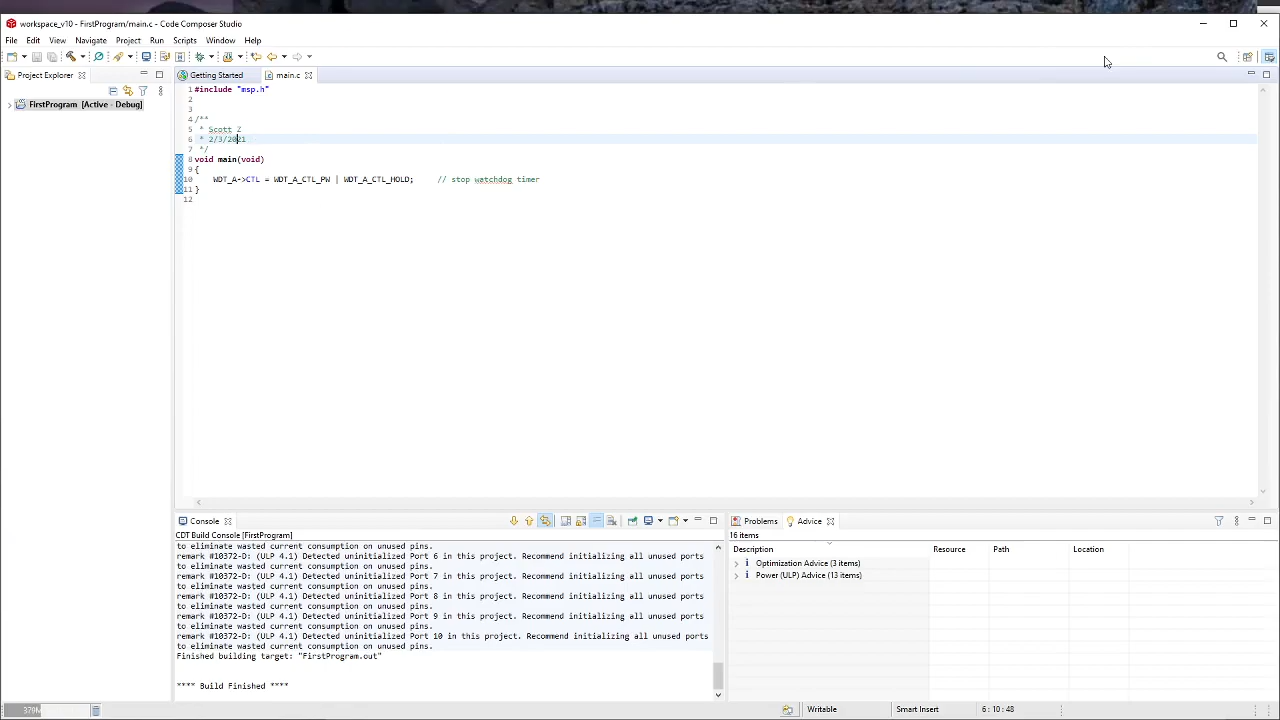 workspace_v10 - FirstProgram/main.c - Code Composer Studio
File Edit View Navigate Project Run Scripts Window Help
Project Explorer
FirstProgram [Active - Debug]
Getting Started
main.c
1 #include "msp.h"
2
3
4 /**
5  * Scott Z
6  * 2/3/2021
7  */
8 void main(void)
9 {
10     WDT_A->CTL = WDT_A_CTL_PW | WDT_A_CTL_HOLD;     // stop watchdog timer
11 }
12
Console
CDT Build Console [FirstProgram]
to eliminate wasted current consumption on unused pins.
remark #10372-D: (ULP 4.1) Detected uninitialized Port 6 in this project. Recommend initializing all unused ports
to eliminate wasted current consumption on unused pins.
remark #10372-D: (ULP 4.1) Detected uninitialized Port 7 in this project. Recommend initializing all unused ports
to eliminate wasted current consumption on unused pins.
remark #10372-D: (ULP 4.1) Detected uninitialized Port 8 in this project. Recommend initializing all unused ports
to eliminate wasted current consumption on unused pins.
remark #10372-D: (ULP 4.1) Detected uninitialized Port 9 in this project. Recommend initializing all unused ports
to eliminate wasted current consumption on unused pins.
remark #10372-D: (ULP 4.1) Detected uninitialized Port 10 in this project. Recommend initializing all unused ports
to eliminate wasted current consumption on unused pins.
Finished building target: "FirstProgram.out"
**** Build Finished ****
Problems Advice
16 items
Description Resource Path Location
Optimization Advice (3 items)
Power (ULP) Advice (13 items)
379M
Writable Smart Insert 6 : 10 : 48